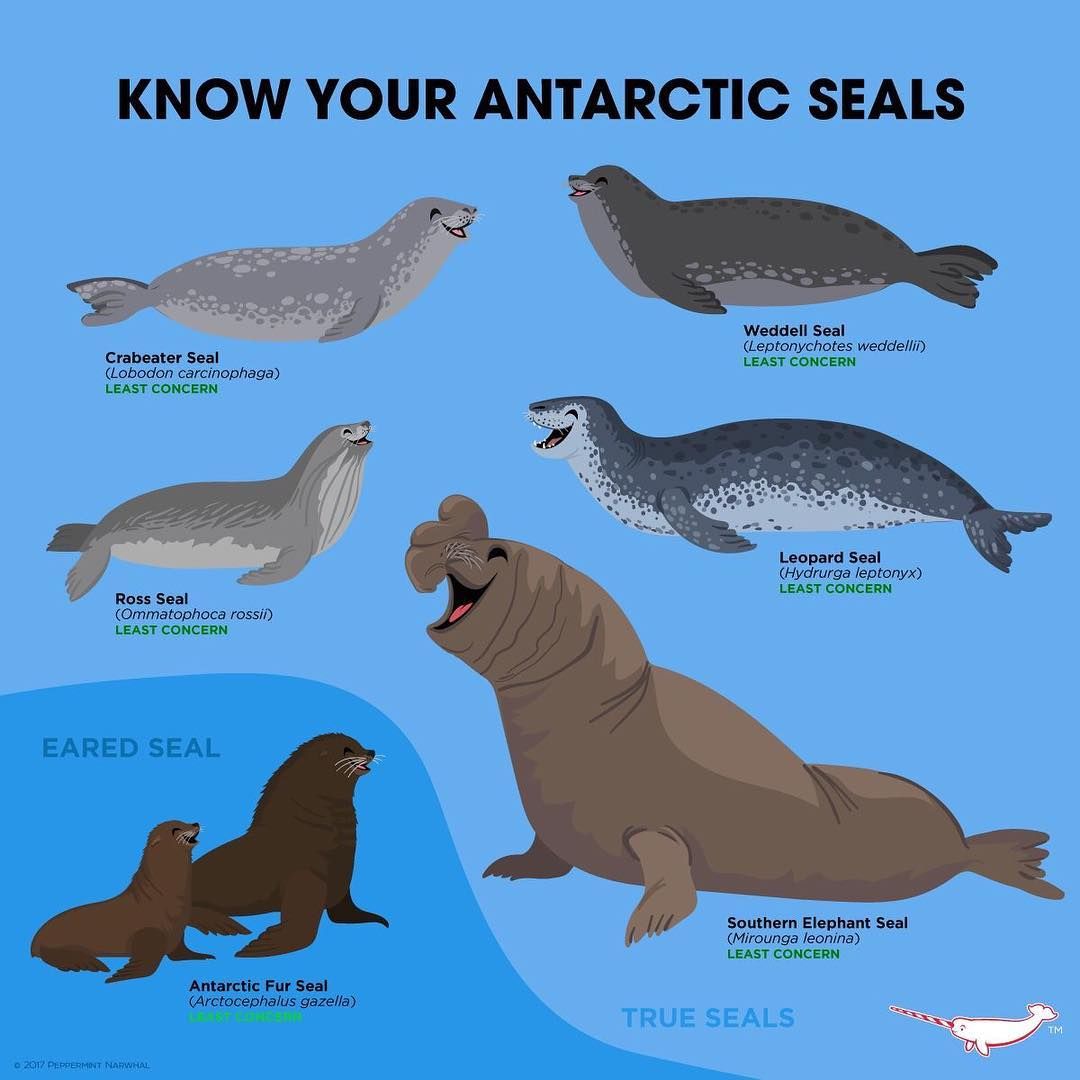 KNOW YOUR ANTARCTIC SEALS
Crabeater Seal
(Lobodon carcinophaga)
LEAST CONCERN
Weddell Seal
(Leptonychotes weddellii)
LEAST CONCERN
Ross Seal
(Ommatophoca rossii)
LEAST CONCERN
Leopard Seal
(Hydrurga leptonyx)
LEAST CONCERN
EARED SEAL
Antarctic Fur Seal
(Arctocephalus gazella)
LEAST CONCERN
Southern Elephant Seal
(Mirounga leonina)
LEAST CONCERN
TRUE SEALS
TM
© 2017 PEPPERMINT NARWHAL